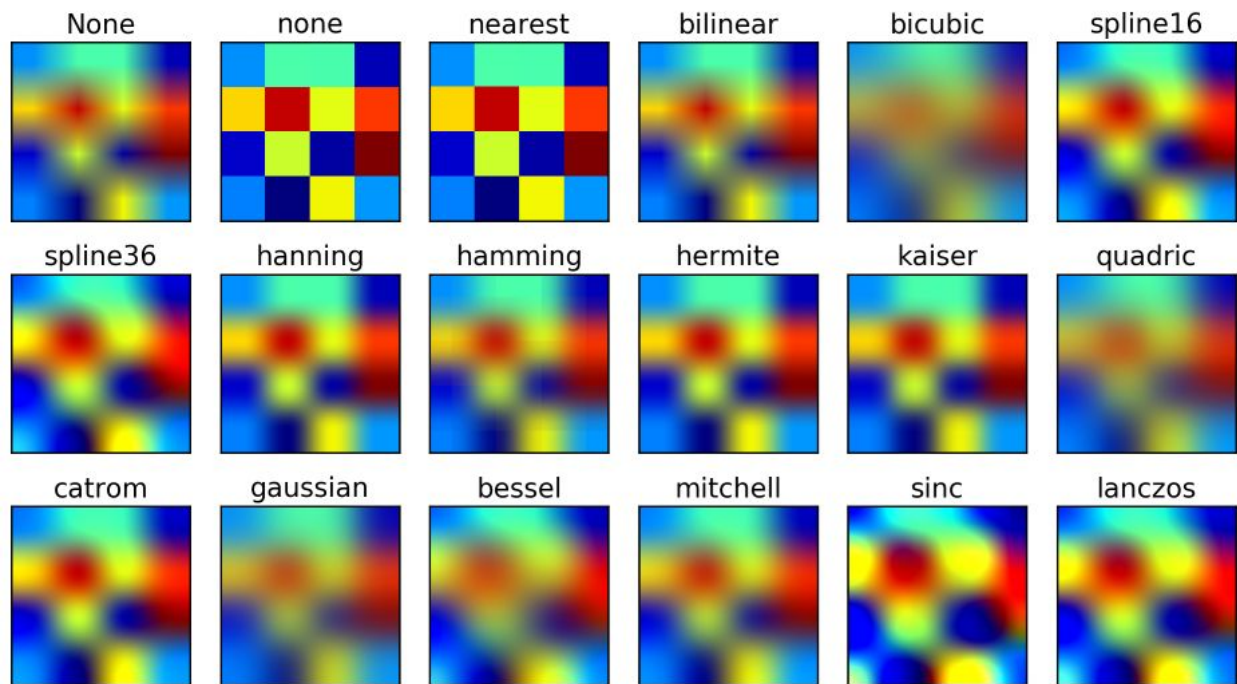 None none nearest bilinear bicubic spline16
spline36 hanning hamming hermite kaiser quadric
catrom gaussian bessel mitchell sinc lanczos